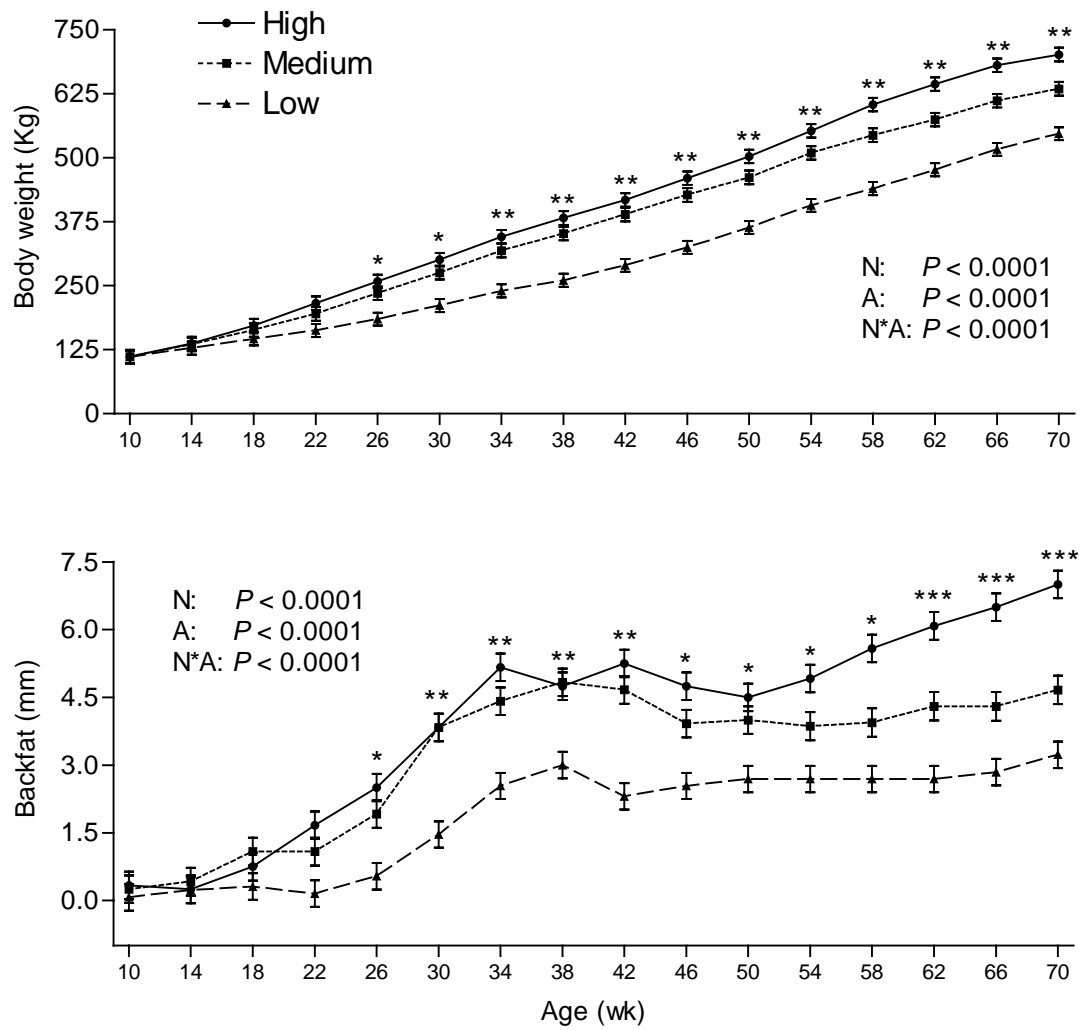 High
Medium
Low
Body weight (Kg)
750
625
500
375
250
125
0
* * ** ** ** ** ** ** ** ** ** **
N: P < 0.0001
A: P < 0.0001
N*A: P < 0.0001
10 14 18 22 26 30 34 38 42 46 50 54 58 62 66 70
Backfat (mm)
7.5
6.0
4.5
3.0
1.5
0.0
N: P < 0.0001
A: P < 0.0001
N*A: P < 0.0001
* ** ** ** ** * * * * *** *** ***
10 14 18 22 26 30 34 38 42 46 50 54 58 62 66 70
Age (wk)